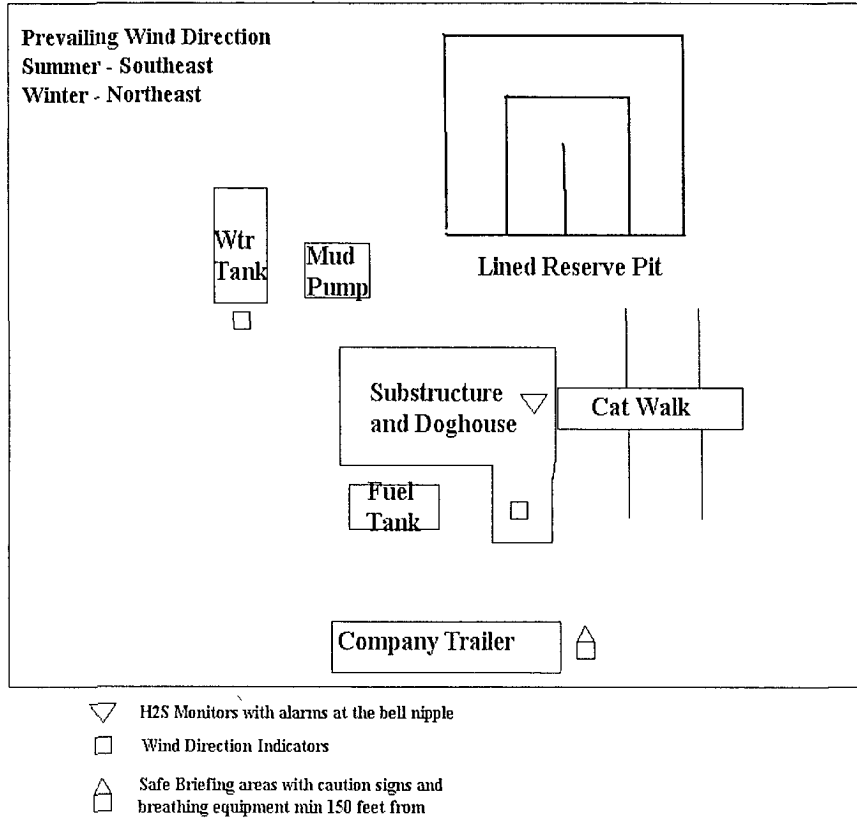 Prevailing Wind Direction
Summer - Southeast
Winter - Northeast
Wtr
Tank
Mud
Pump
Lined Reserve Pit
Substructure
and Doghouse
Cat Walk
Fuel
Tank
Company Trailer
H2S Monitors with alarms at the bell nipple
Wind Direction Indicators
Safe Briefing areas with caution signs and
breathing equipment min 150 feet from